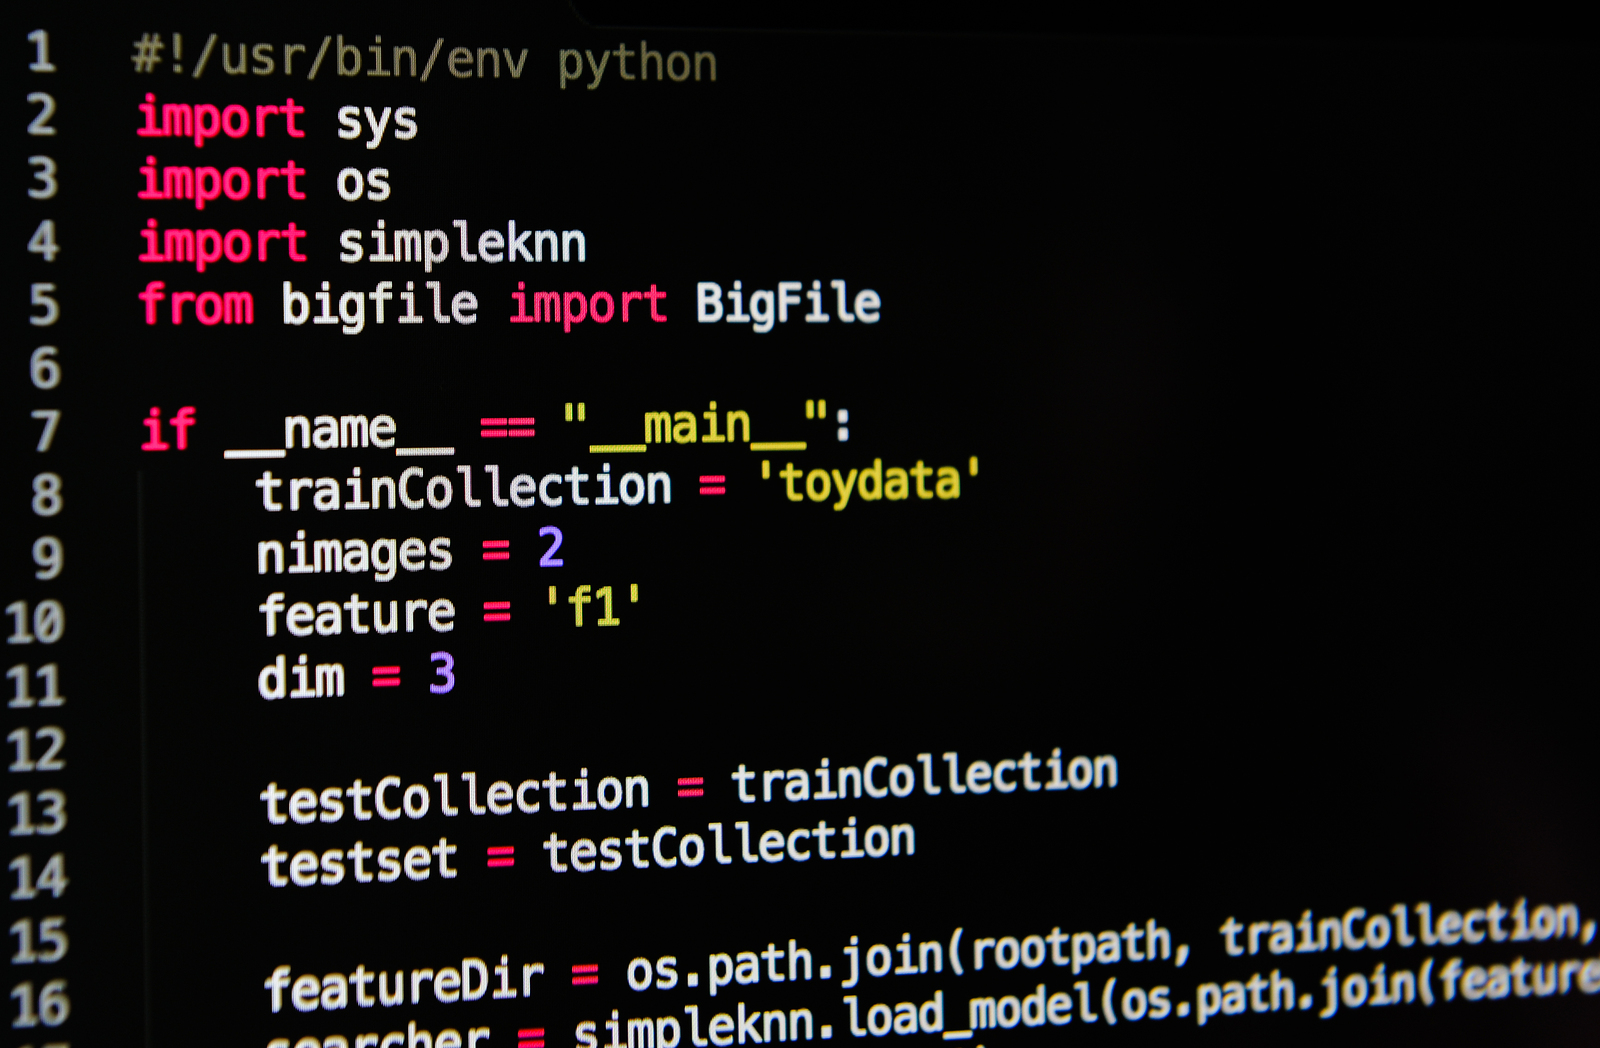 1 #!/usr/bin/env python
2 import sys
3 import os
4 import simpleknn
5 from bigfile import BigFile
6
7 if __name__ == "__main__":
8 trainCollection = 'toydata'
9 nimages = 2
10 feature = 'f1'
11 dim = 3
12
13 testCollection = trainCollection
14 testset = testCollection
15
16 featureDir = os.path.join(rootpath, trainCollection,
searcher = simpleknn.load_model(os.path.join(feature